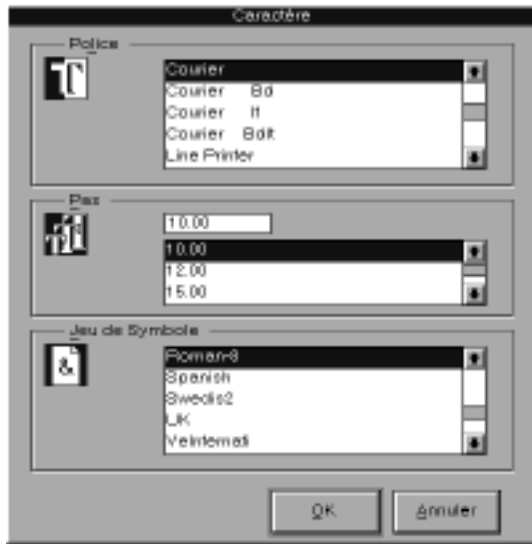 Caractère
Police
Courier
Courier Bd
Courier It
Courier BdIt
Line Printer
Pas
10.00
10.00
12.00
15.00
Jeu de Symbole
Roman-8
Spanish
Swedis2
UK
VeInternati
OK
Annuler